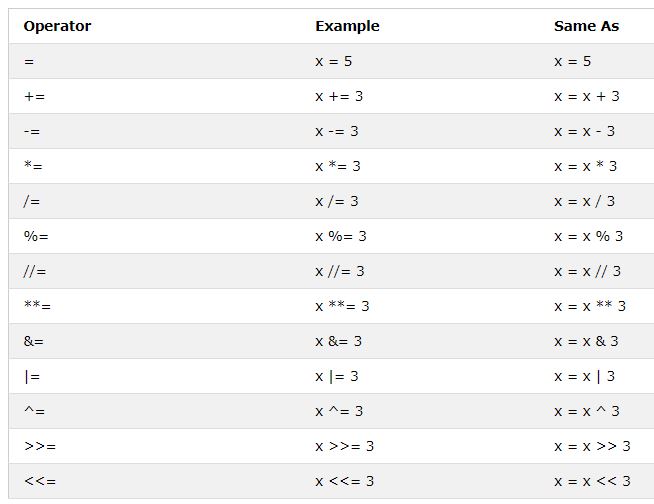 Operator Example Same As
= x = 5 x = 5
+= x += 3 x = x + 3
-= x -= 3 x = x - 3
*= x *= 3 x = x * 3
/= x /= 3 x = x / 3
%= x %= 3 x = x % 3
//= x //= 3 x = x // 3
**= x **= 3 x = x ** 3
&= x &= 3 x = x & 3
|= x |= 3 x = x | 3
^= x ^= 3 x = x ^ 3
>>= x >>= 3 x = x >> 3
<<= x <<= 3 x = x << 3